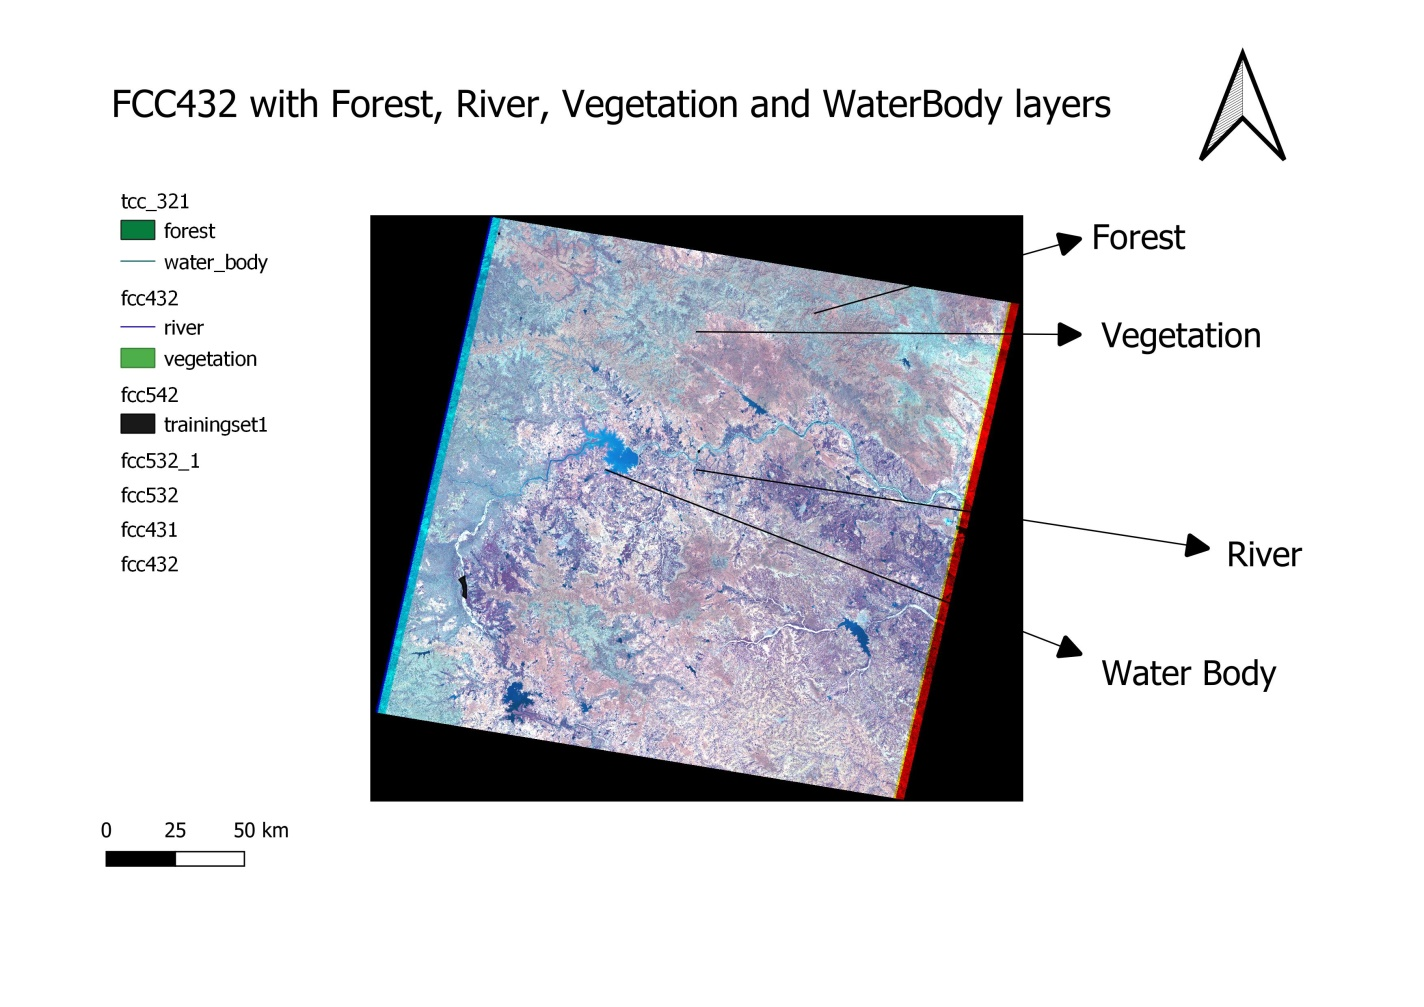 FCC432 with Forest, River, Vegetation and WaterBody layers
tcc_321
forest
water_body
fcc432
river
vegetation
fcc542
trainingset1
fcc532_1
fcc532
fcc431
fcc432
Forest
Vegetation
River
Water Body
0 25 50 km